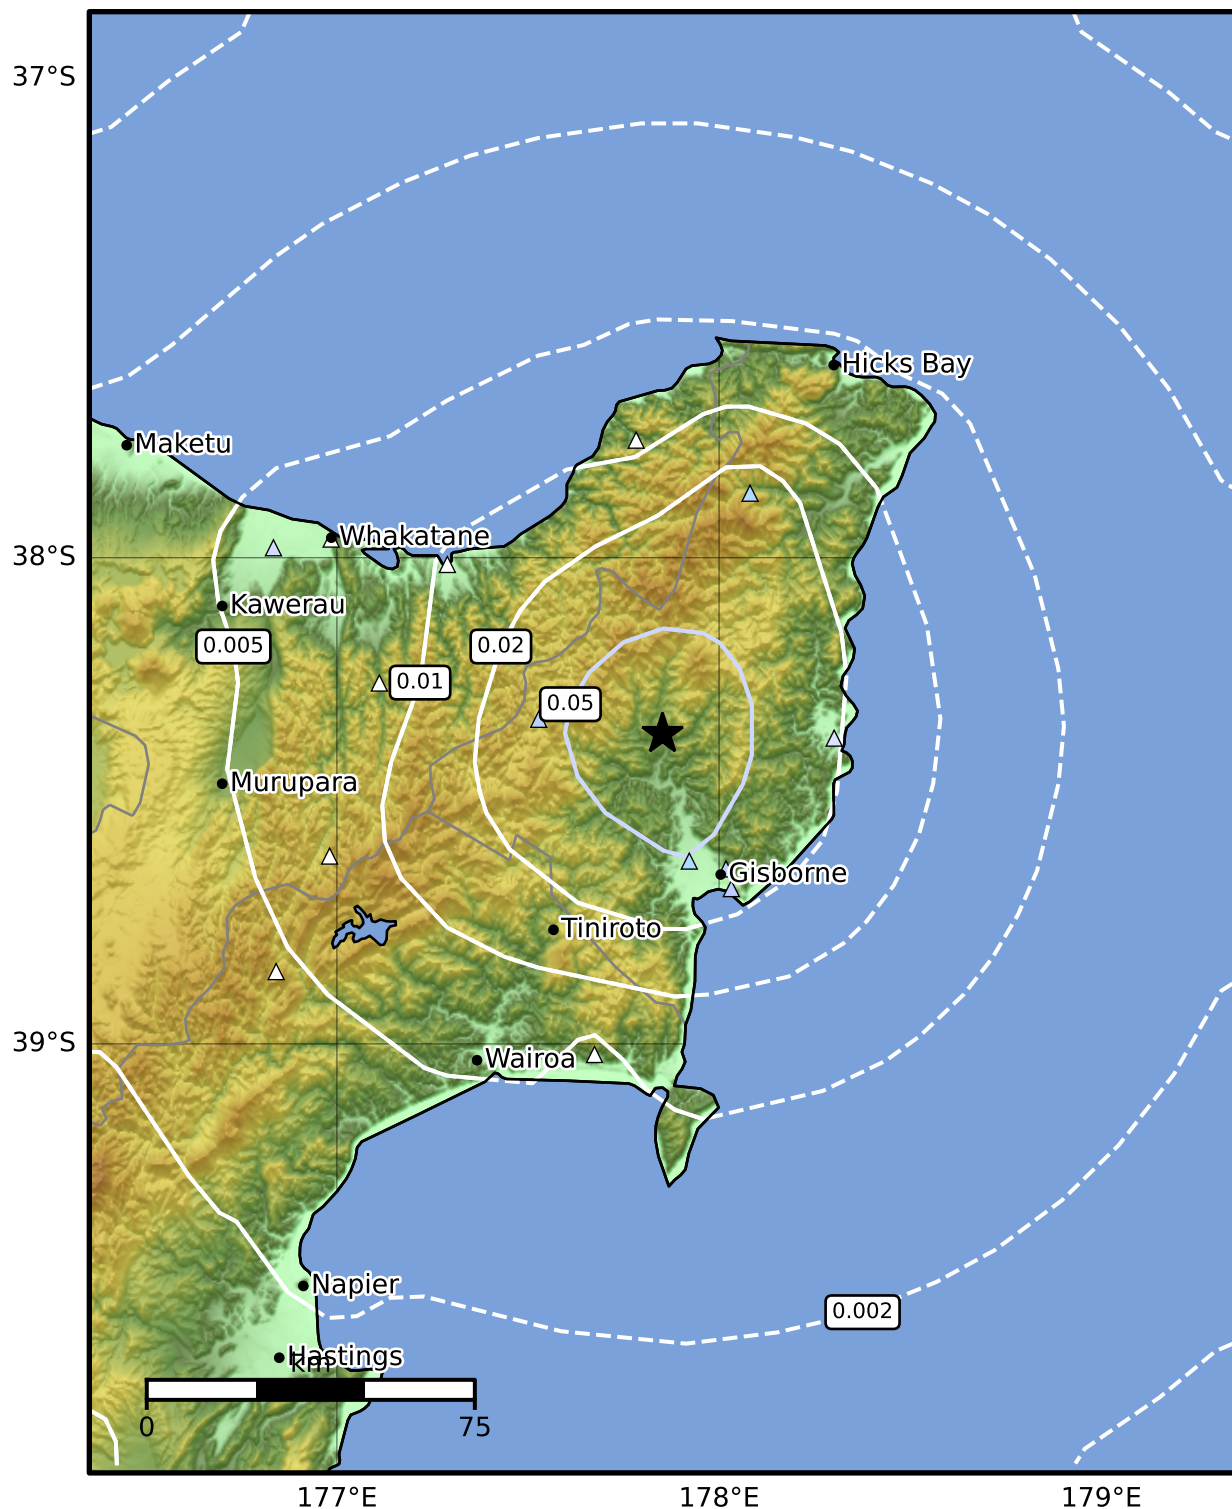 37°S
Hicks Bay
Maketu
Whakatane
38°S
Kawerau
0.005
0.02
0.01
0.05
Murupara
Gisborne
Tiniroto
39°S
Wairoa
Napier
0.002
Hastings
km
0
75
177°E
178°E
179°E